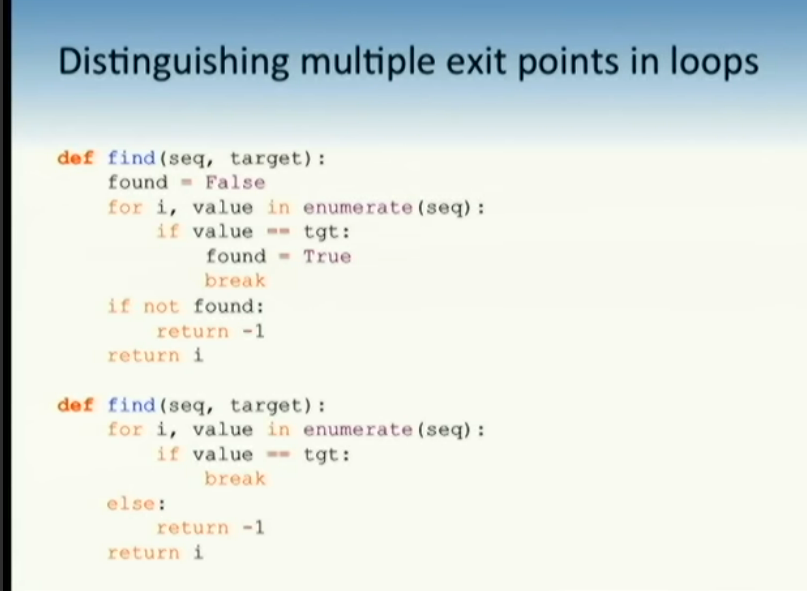 Distinguishing multiple exit points in loops
def find(seq, target):
    found = False
    for i, value in enumerate(seq):
        if value == tgt:
            found = True
            break
    if not found:
        return -1
    return i
def find(seq, target):
    for i, value in enumerate(seq):
        if value == tgt:
            break
    else:
        return -1
    return i